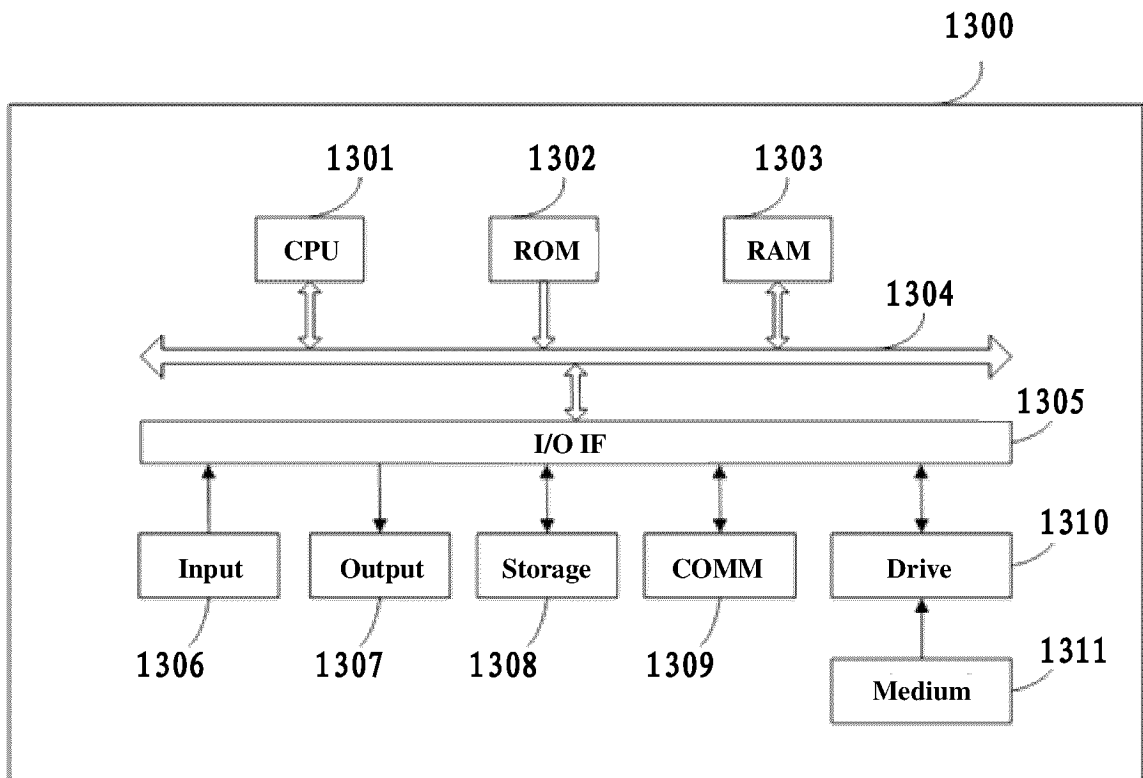 1300
1301 1302 1303
CPU ROM RAM
1304
1305
I/O IF
1310
Input Output Storage COMM Drive
1306 1307 1308 1309
1311
Medium